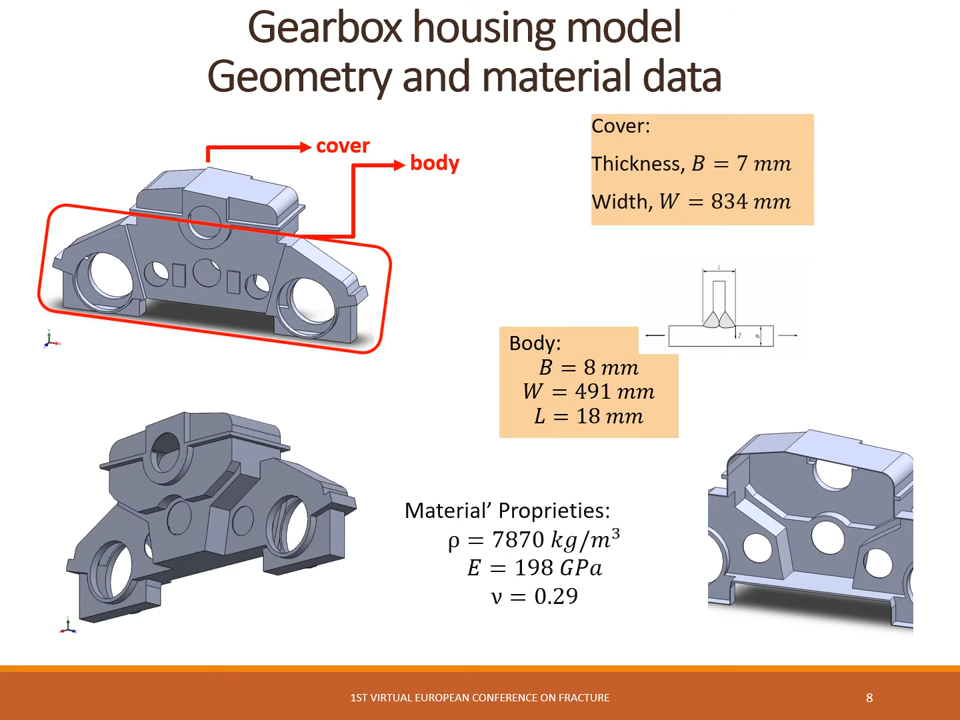 Gearbox housing model
Geometry and material data
cover
body
Cover:
Thickness, B = 7 mm
Width, W = 834 mm
Body:
B = 8 mm
W = 491 mm
L = 18 mm
Material’ Proprieties:
ρ = 7870 kg/m³
E = 198 GPa
ν = 0.29
1ST VIRTUAL EUROPEAN CONFERENCE ON FRACTURE
8